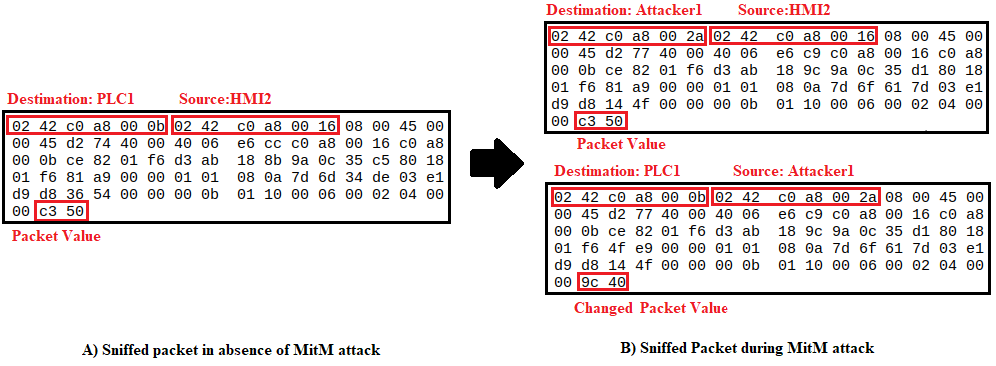 Destimation: PLC1 Source:HMI2
02 42 c0 a8 00 0b 02 42 c0 a8 00 16 08 00 45 00
00 45 d2 74 40 00 40 06 e6 cc c0 a8 00 16 c0 a8
00 0b ce 82 01 f6 d3 ab 18 8b 9a 0c 35 c5 80 18
01 f6 81 a9 00 00 01 01 08 0a 7d 6d 34 de 03 e1
d9 d8 36 54 00 00 00 0b 01 10 00 06 00 02 04 00
00 c3 50
Packet Value
A) Sniffed packet in absence of MitM attack
Destimation: Attacker1 Source:HMI2
02 42 c0 a8 00 2a 02 42 c0 a8 00 16 08 00 45 00
00 45 d2 77 40 00 40 06 e6 c9 c0 a8 00 16 c0 a8
00 0b ce 82 01 f6 d3 ab 18 9c 9a 0c 35 d1 80 18
01 f6 81 a9 00 00 01 01 08 0a 7d 6f 61 7d 03 e1
d9 d8 14 4f 00 00 00 0b 01 10 00 06 00 02 04 00
00 c3 50
Packet Value
Destimation: PLC1 Source: Attacker1
02 42 c0 a8 00 0b 02 42 c0 a8 00 2a 08 00 45 00
00 45 d2 77 40 00 40 06 e6 c9 c0 a8 00 16 c0 a8
00 0b ce 82 01 f6 d3 ab 18 9c 9a 0c 35 d1 80 18
01 f6 4f e9 00 00 01 01 08 0a 7d 6f 61 7d 03 e1
d9 d8 14 4f 00 00 00 0b 01 10 00 06 00 02 04 00
00 9c 40
Changed Packet Value
B) Sniffed Packet during MitM attack